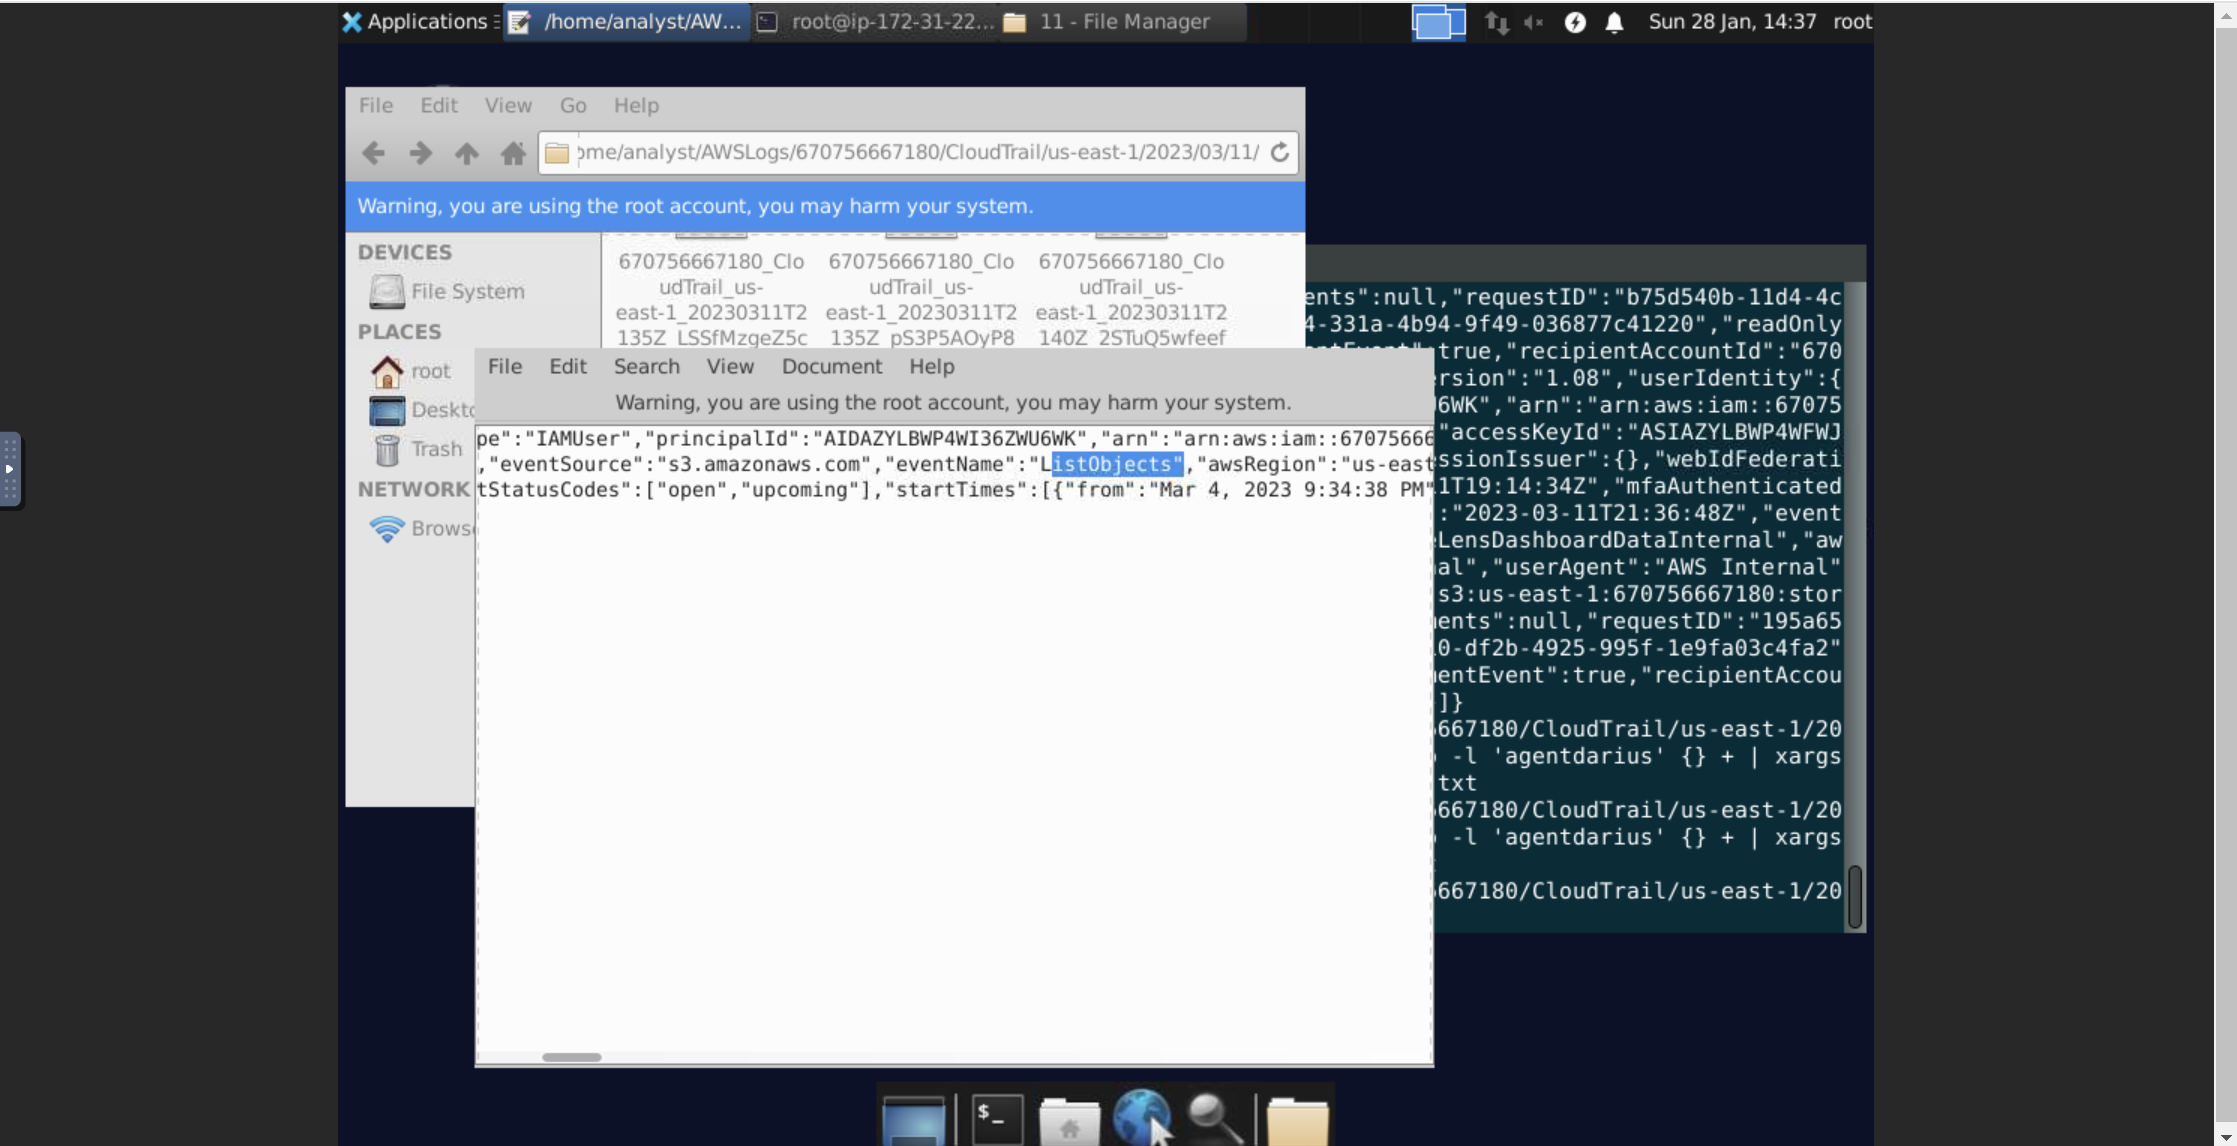 Applications
/home/analyst/AW...
root@ip-172-31-22...
11 - File Manager
Sun 28 Jan, 14:37
root
File Edit View Go Help
ome/analyst/AWSLogs/670756667180/CloudTrail/us-east-1/2023/03/11/
Warning, you are using the root account, you may harm your system.
DEVICES
File System
PLACES
root
Deskto
Trash
NETWORK
Brows
670756667180_Clo
udTrail_us-
east-1_20230311T2
135Z_LSSfMzgeZ5c
670756667180_Clo
udTrail_us-
east-1_20230311T2
135Z_pS3P5AOyP8
670756667180_Clo
udTrail_us-
east-1_20230311T2
140Z_2STuQ5wfeef
File Edit Search View Document Help
Warning, you are using the root account, you may harm your system.
pe":"IAMUser","principalId":"AIDAZYLBWP4WI36ZWU6WK","arn":"arn:aws:iam::67075666
,"eventSource":"s3.amazonaws.com","eventName":"ListObjects","awsRegion":"us-east
tStatusCodes":["open","upcoming"],"startTimes":[{"from":"Mar 4, 2023 9:34:38 PM"
ents":null,"requestID":"b75d540b-11d4-4c
4-331a-4b94-9f49-036877c41220","readOnly
true,"recipientAccountId":"670
rsion":"1.08","userIdentity":{
6WK","arn":"arn:aws:iam::67075
"accessKeyId":"ASIAZYLBWP4WFWJ
ssionIssuer":{},"webIdFederati
1T19:14:34Z","mfaAuthenticated
:"2023-03-11T21:36:48Z","event
LensDashboardDataInternal","aw
al","userAgent":"AWS Internal"
s3:us-east-1:670756667180:stor
ents":null,"requestID":"195a65
0-df2b-4925-995f-1e9fa03c4fa2"
entEvent":true,"recipientAccou
]}
667180/CloudTrail/us-east-1/20
-l 'agentdarius' {} + | xargs
txt
667180/CloudTrail/us-east-1/20
-l 'agentdarius' {} + | xargs
667180/CloudTrail/us-east-1/20
$_